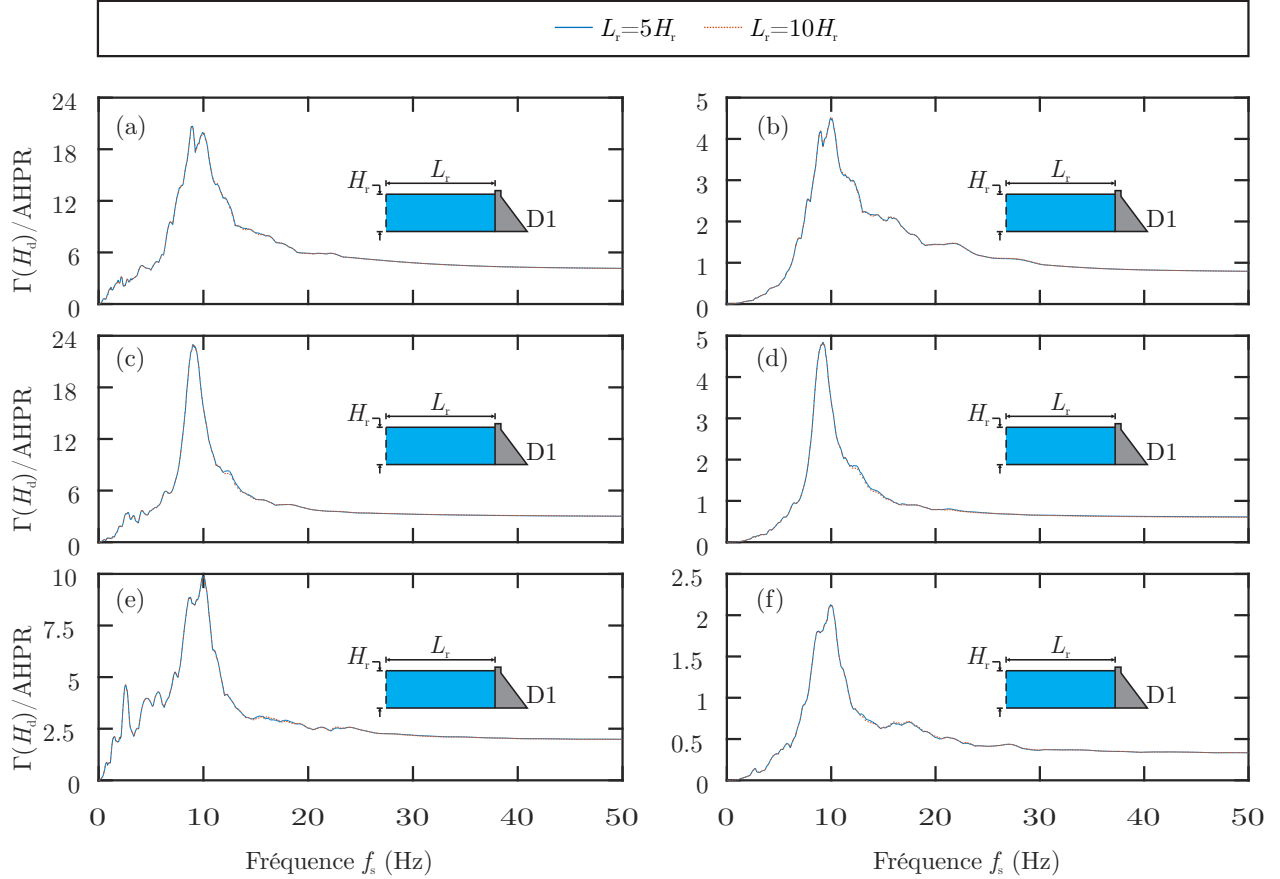 L_r=5H_r L_r=10H_r
24
18
12
6
0
Γ(H_d)/AHPR
(a)
H_r
L_r
D1
5
4
3
2
1
0
(b)
H_r
L_r
D1
24
18
12
6
0
Γ(H_d)/AHPR
(c)
H_r
L_r
D1
5
4
3
2
1
0
(d)
H_r
L_r
D1
10
7.5
5
2.5
0
Γ(H_d)/AHPR
(e)
H_r
L_r
D1
0 10 20 30 40 50
Fréquence f_s (Hz)
2.5
2
1.5
1
0.5
0
(f)
H_r
L_r
D1
0 10 20 30 40 50
Fréquence f_s (Hz)